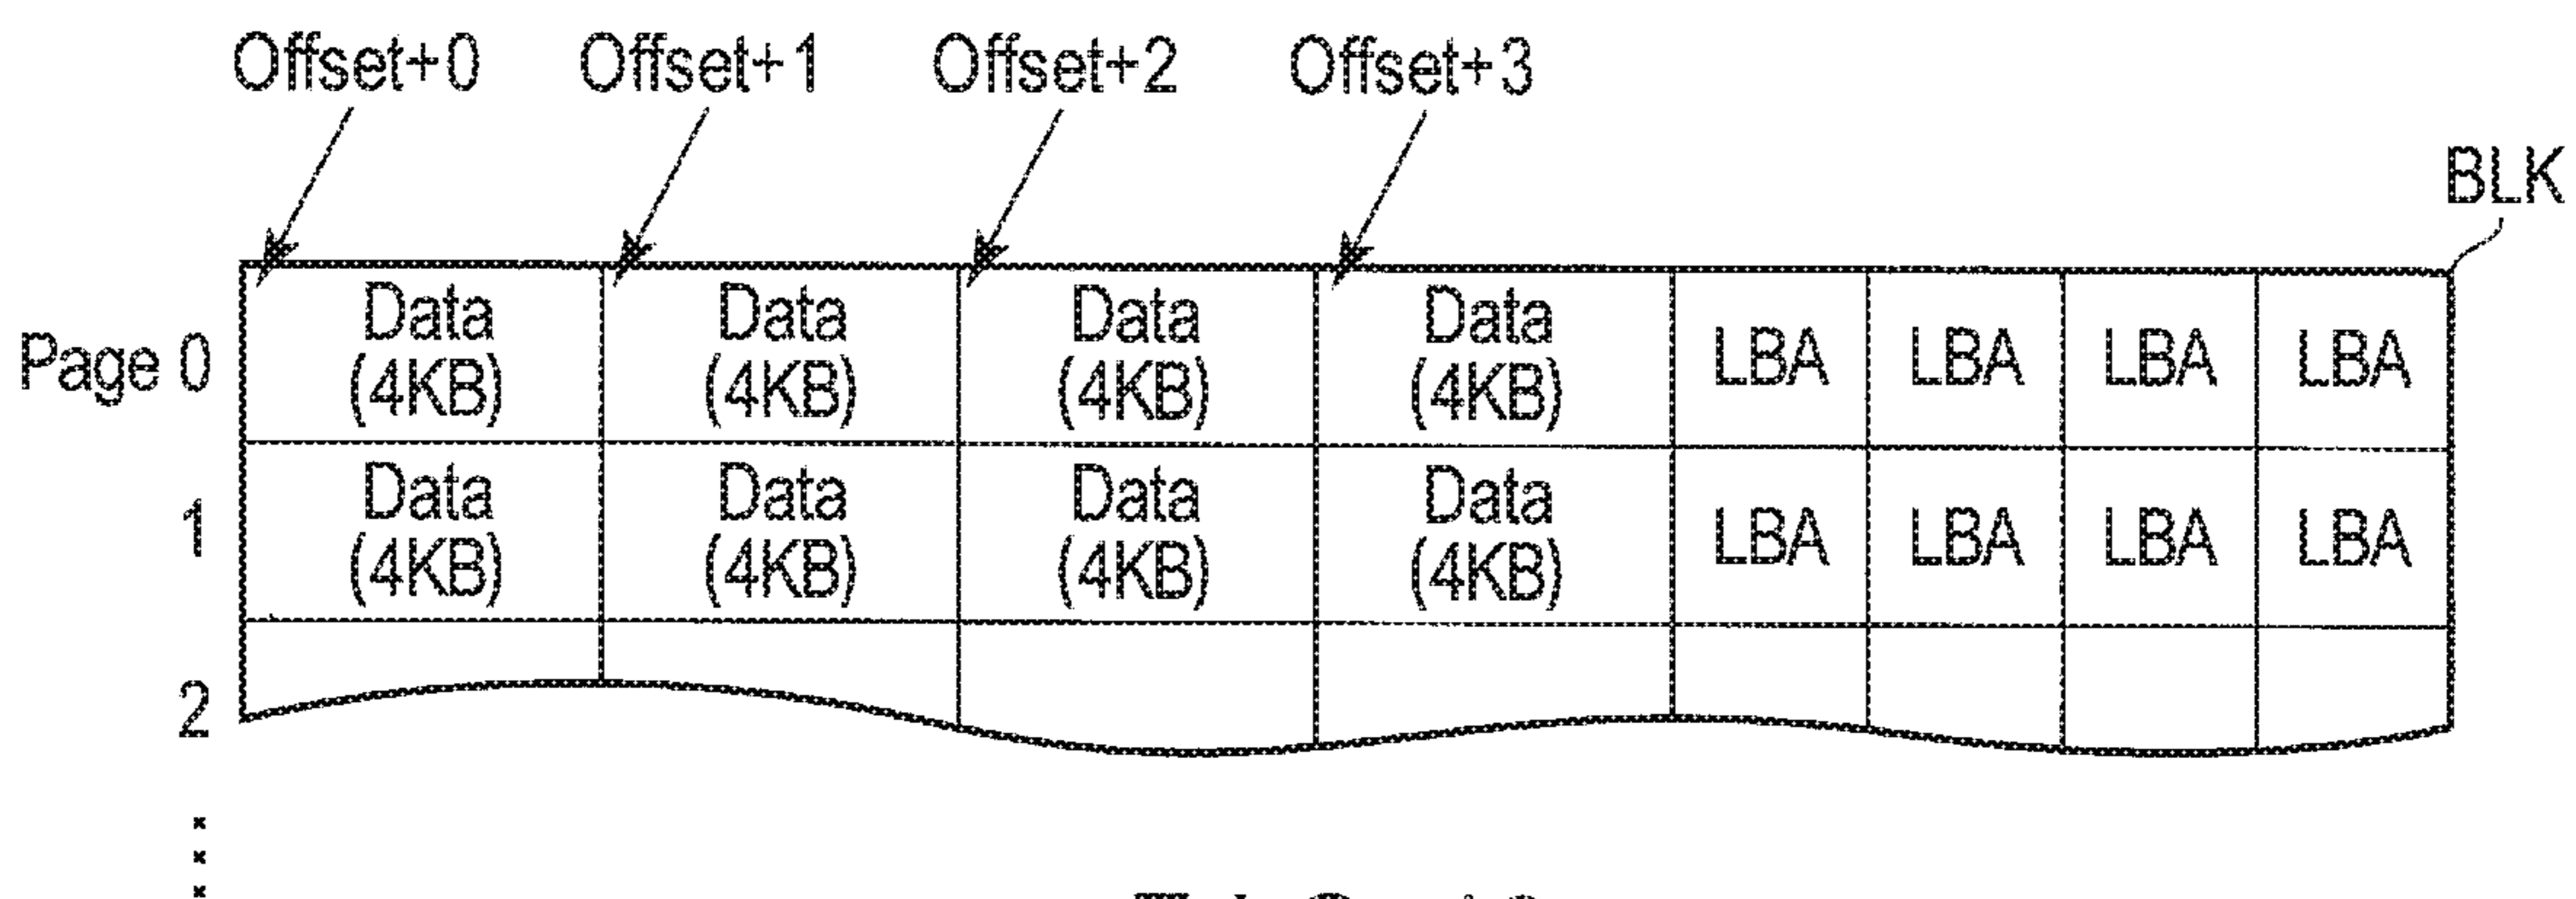 Offset+0 Offset+1 Offset+2 Offset+3
BLK
Page 0 Data (4KB) Data (4KB) Data (4KB) Data (4KB) LBA LBA LBA LBA
1 Data (4KB) Data (4KB) Data (4KB) Data (4KB) LBA LBA LBA LBA
2